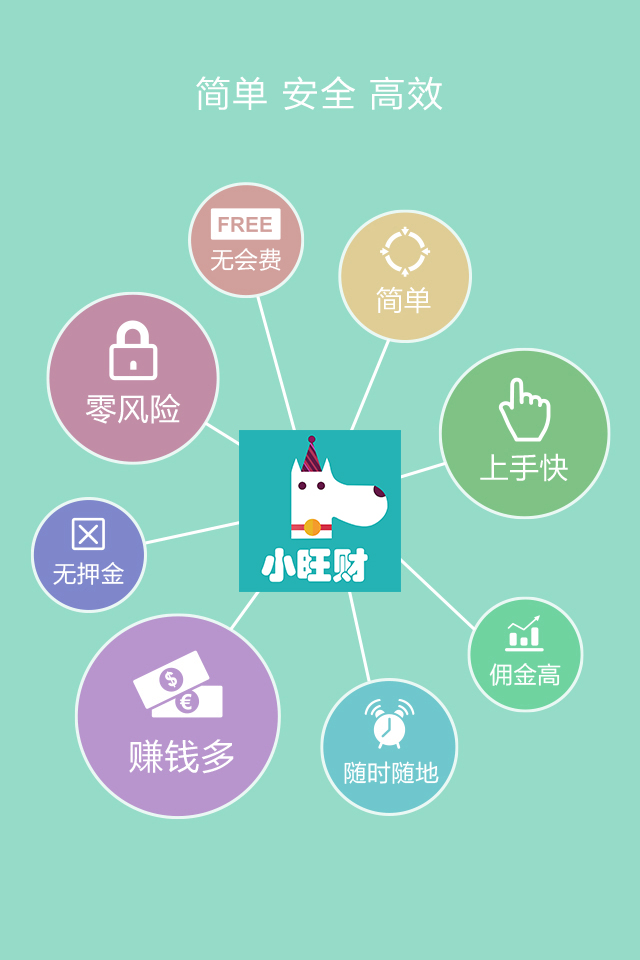 简单 安全 高效
FREE
无会费
简单
零风险
上手快
小旺财
无押金
佣金高
$
€
赚钱多
随时随地